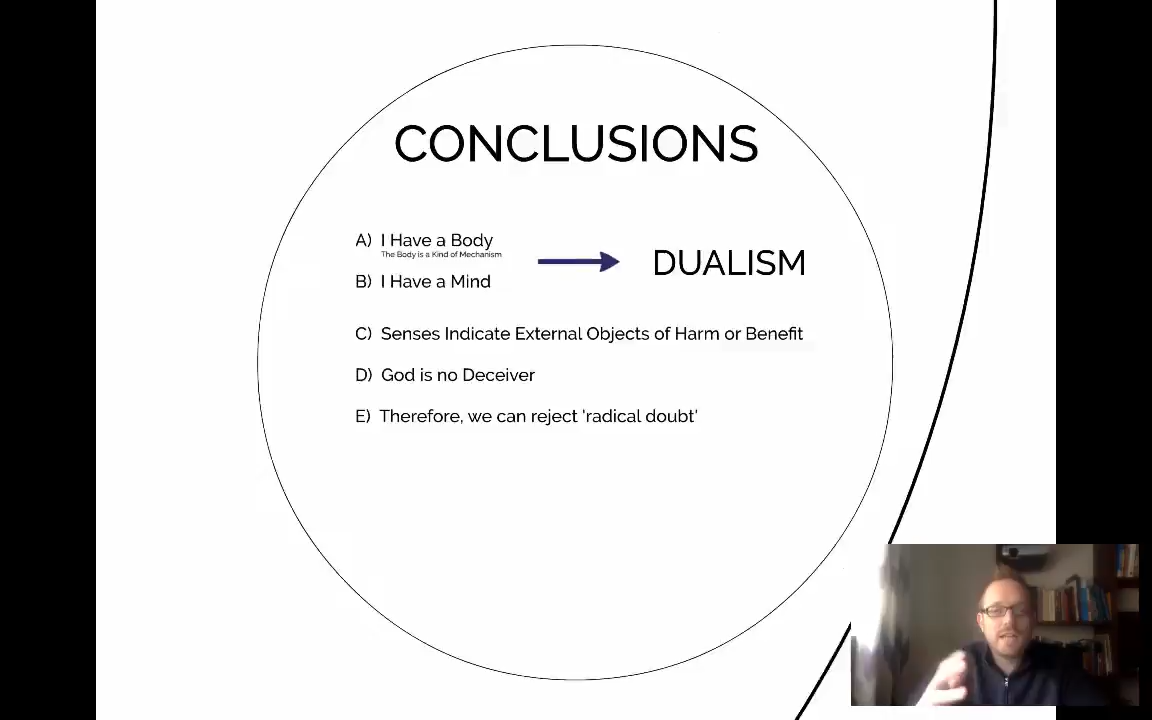 CONCLUSIONS
A) I Have a Body
The Body is a Kind of Mechanism
DUALISM
B) I Have a Mind
C) Senses Indicate External Objects of Harm or Benefit
D) God is no Deceiver
E) Therefore, we can reject 'radical doubt'